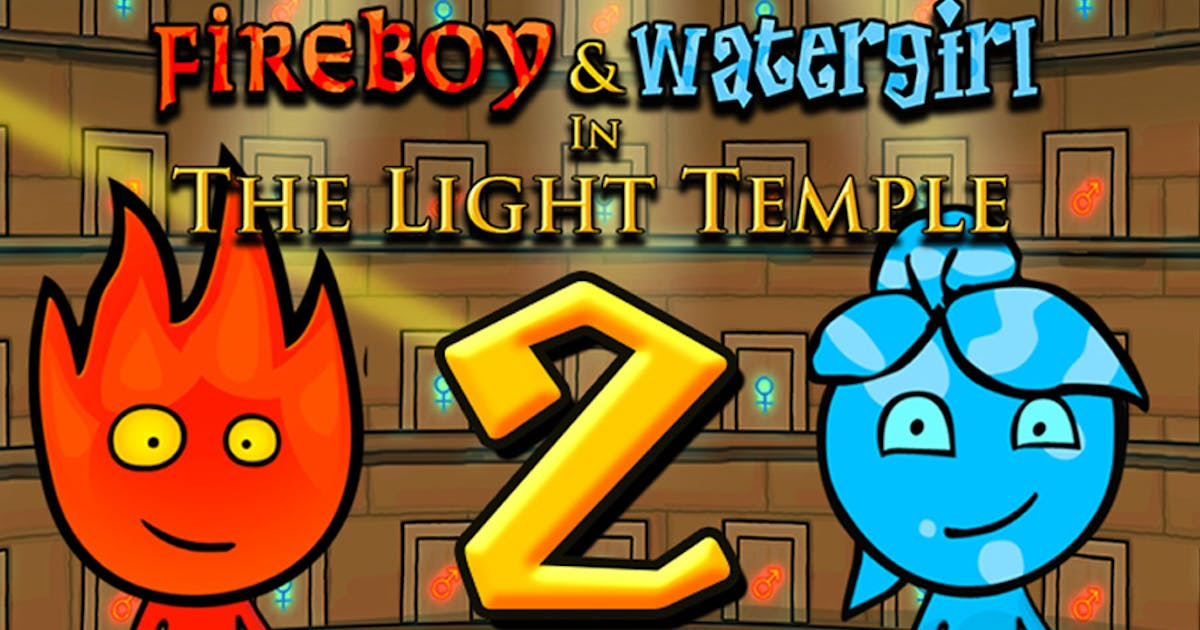 FIREBOY & WATERGIRL
IN
THE LIGHT TEMPLE
2